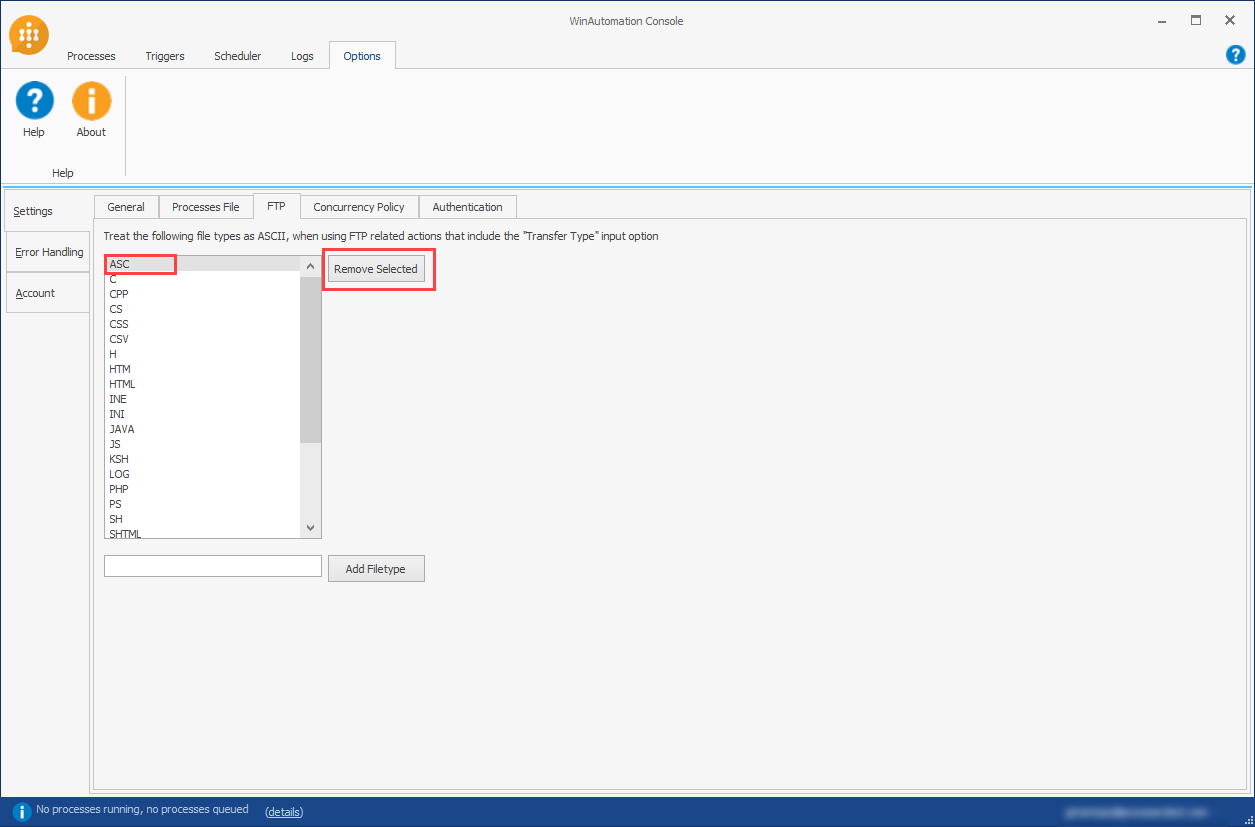 WinAutomation Console
Processes Triggers Scheduler Logs Options
?
? i
Help About
Help
Settings
Error Handling
Account
General Processes File FTP Concurrency Policy Authentication
Treat the following file types as ASCII, when using FTP related actions that include the "Transfer Type" input option
ASC
Remove Selected
C
CPP
CS
CSS
CSV
H
HTM
HTML
INE
INI
JAVA
JS
KSH
LOG
PHP
PS
SH
SHTML
Add Filetype
i No processes running, no processes queued (details)